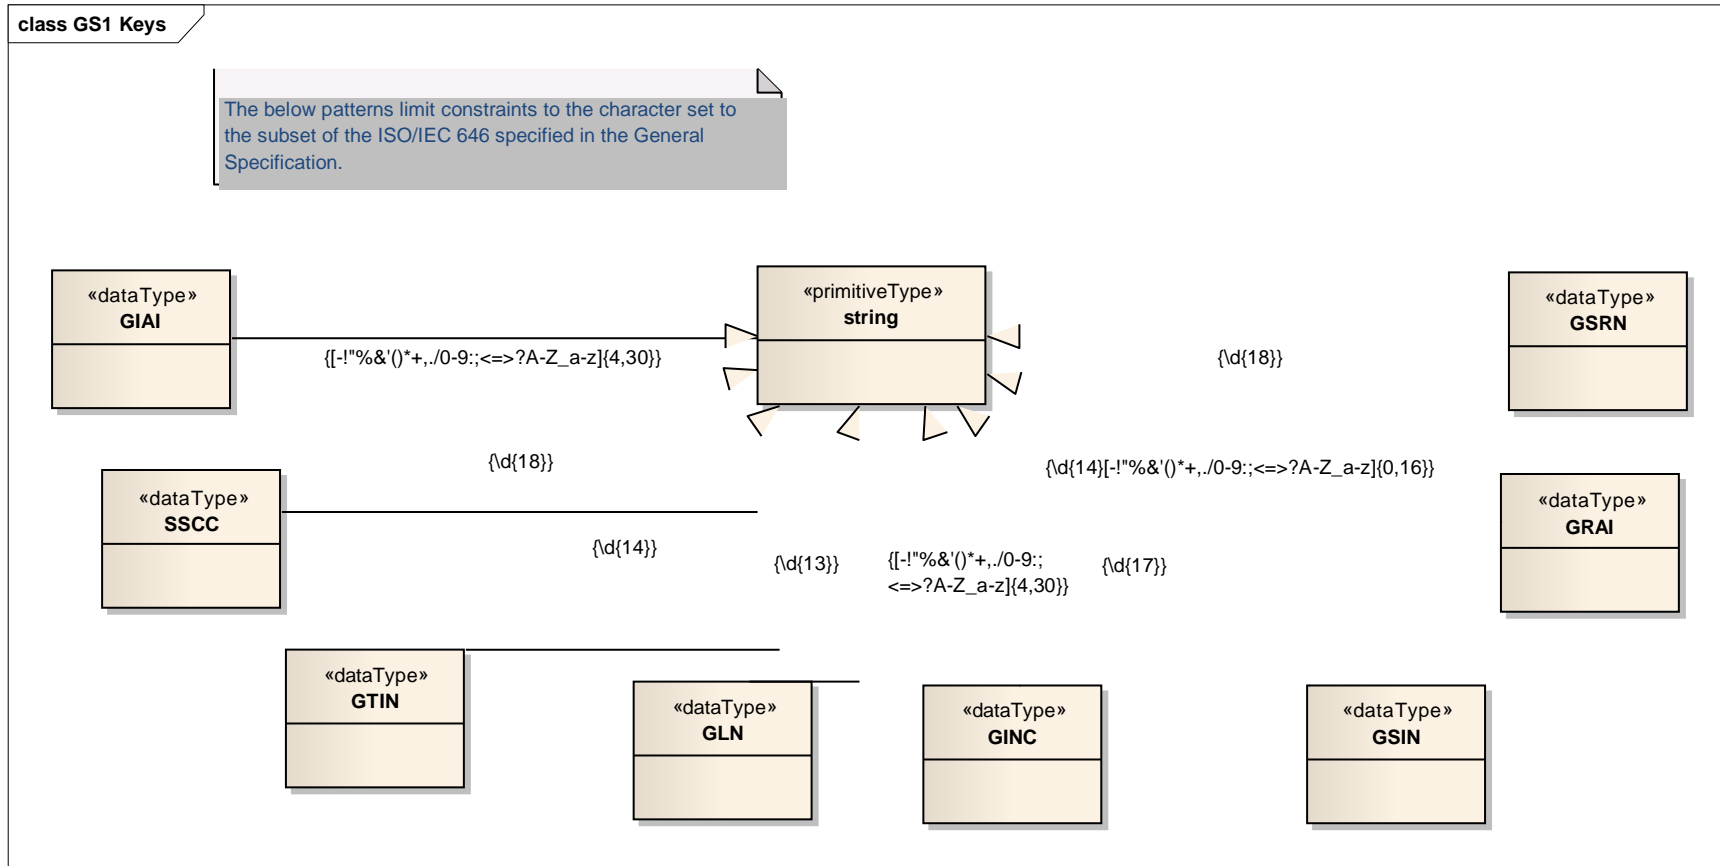 class GS1 Keys
The below patterns limit constraints to the character set to
the subset of the ISO/IEC 646 specified in the General
Specification.
«dataType»
GIAI
{[-!"%&'()*+,./0-9:;<=>?A-Z_a-z]{4,30}}
«primitiveType»
string
{\d{18}}
«dataType»
GSRN
{\d{18}}
{\d{14}[-!"%&'()*+,./0-9:;<=>?A-Z_a-z]{0,16}}
«dataType»
SSCC
«dataType»
GRAI
{\d{14}}
{\d{13}}
{[-!"%&'()*+,./0-9:;
<=>?A-Z_a-z]{4,30}}
{\d{17}}
«dataType»
GTIN
«dataType»
GLN
«dataType»
GINC
«dataType»
GSIN